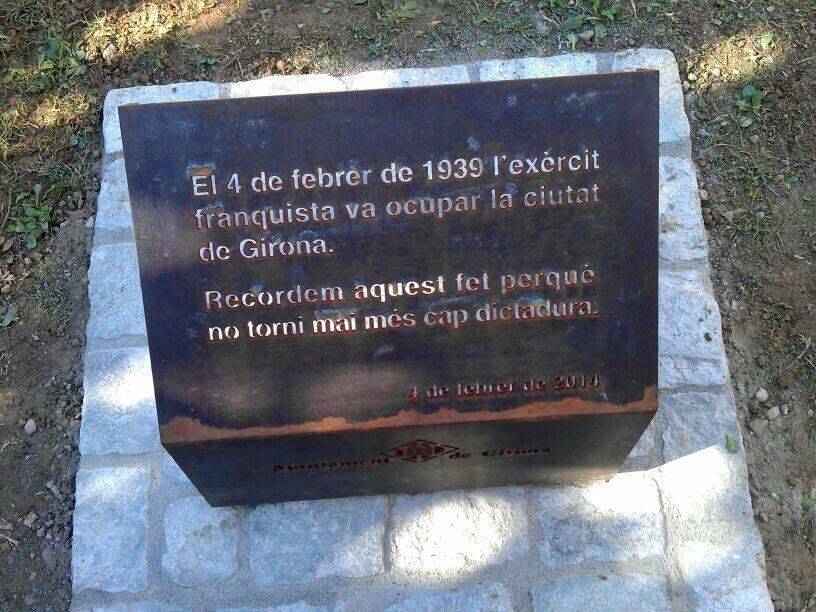 El 4 de febrer de 1939 l'exèrcit
franquista va ocupar la ciutat
de Girona.
Recordem aquest fet perquè
no torni mai més cap dictadura.
4 de febrer de 2014
Ajuntament de Girona